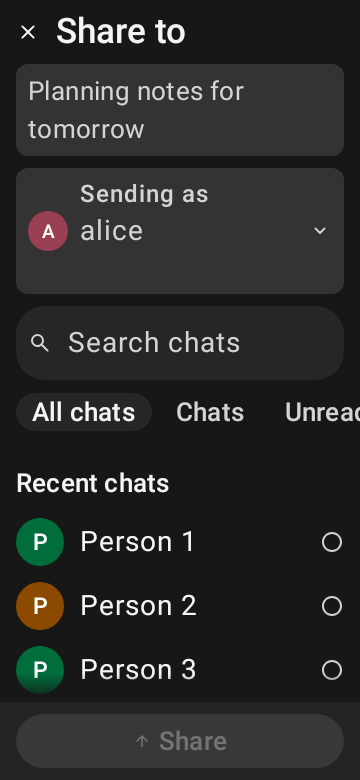 Share to
Planning notes for
tomorrow
Sending as
A alice
Search chats
All chats Chats Unread
Recent chats
P Person 1
P Person 2
P Person 3
Share